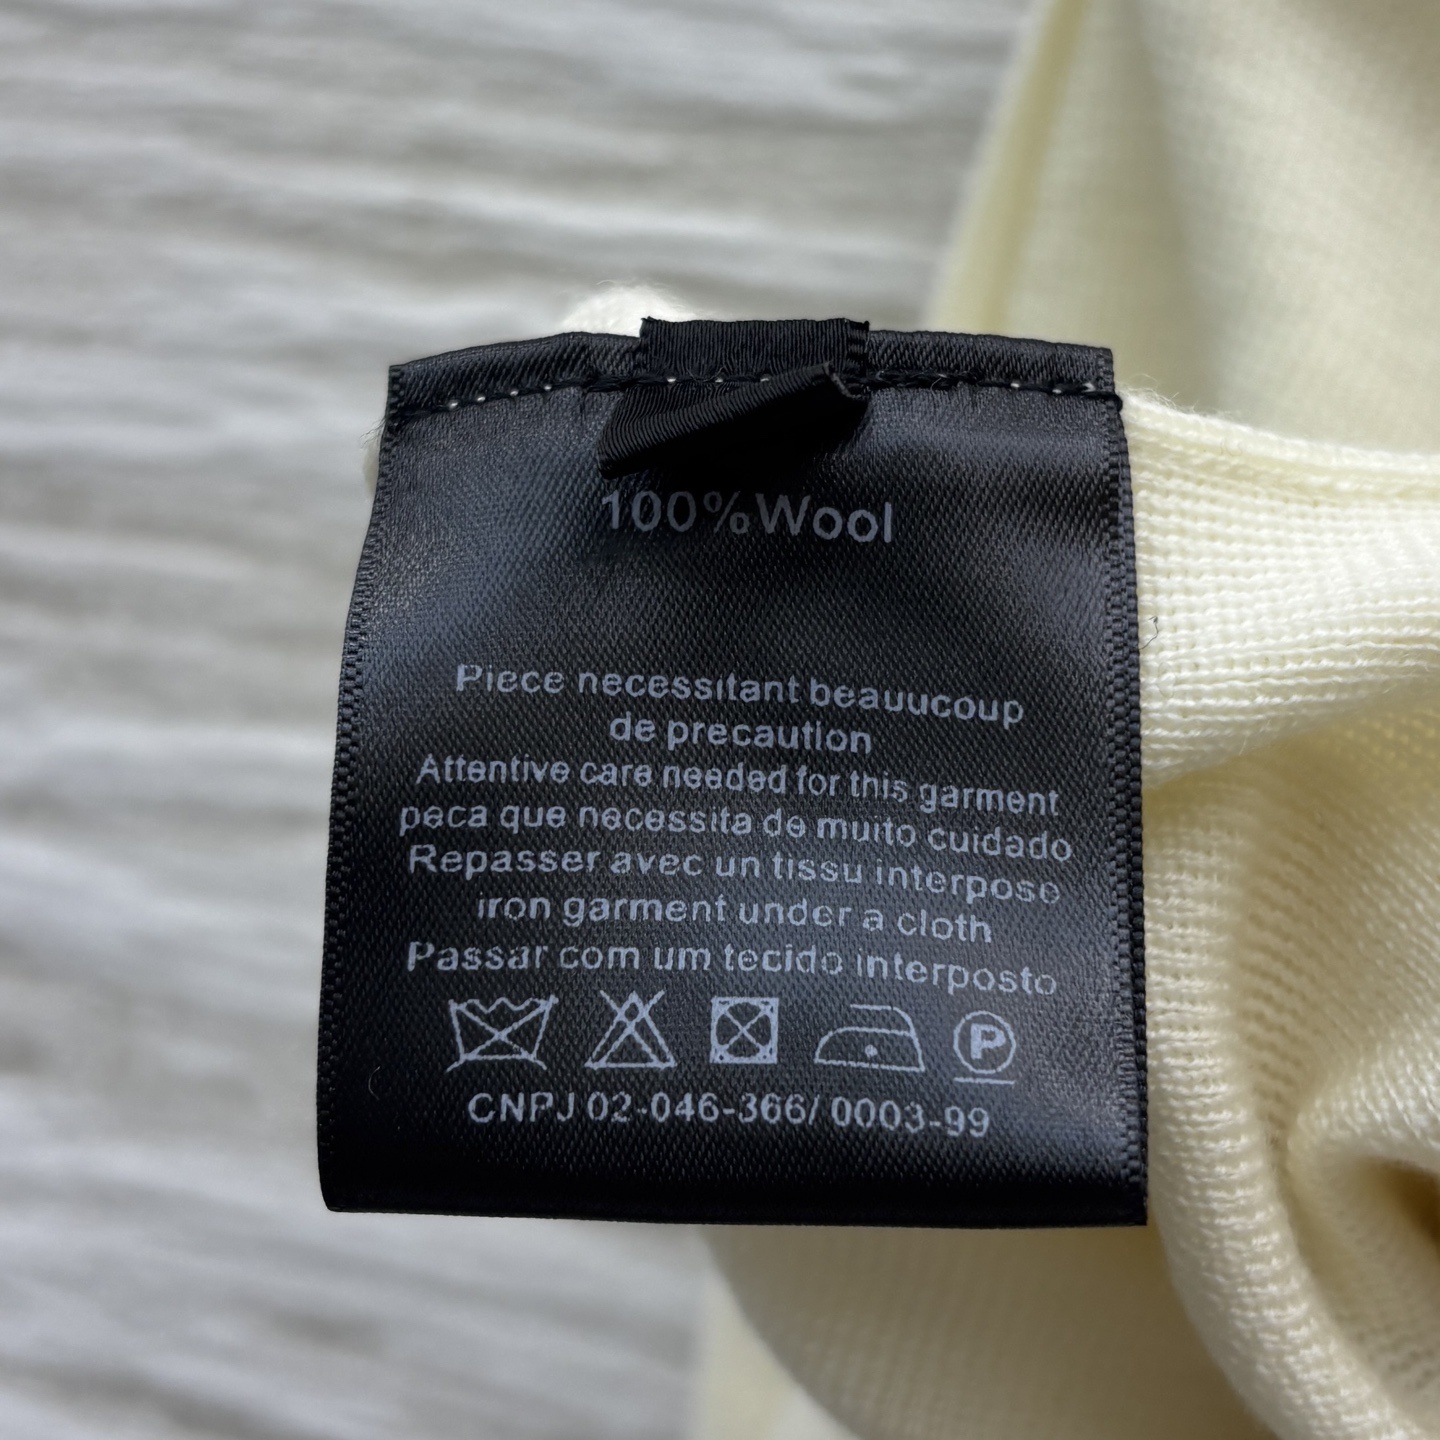 100%Wool
Piece necessitant beauucoup
de precaution
Attentive care needed for this garment
peca que necessita de muito cuidado
Repasser avec un tissu interpose
iron garment under a cloth
Passar com um tecido interposto
P
CNPJ 02-046-366/ 0003-99